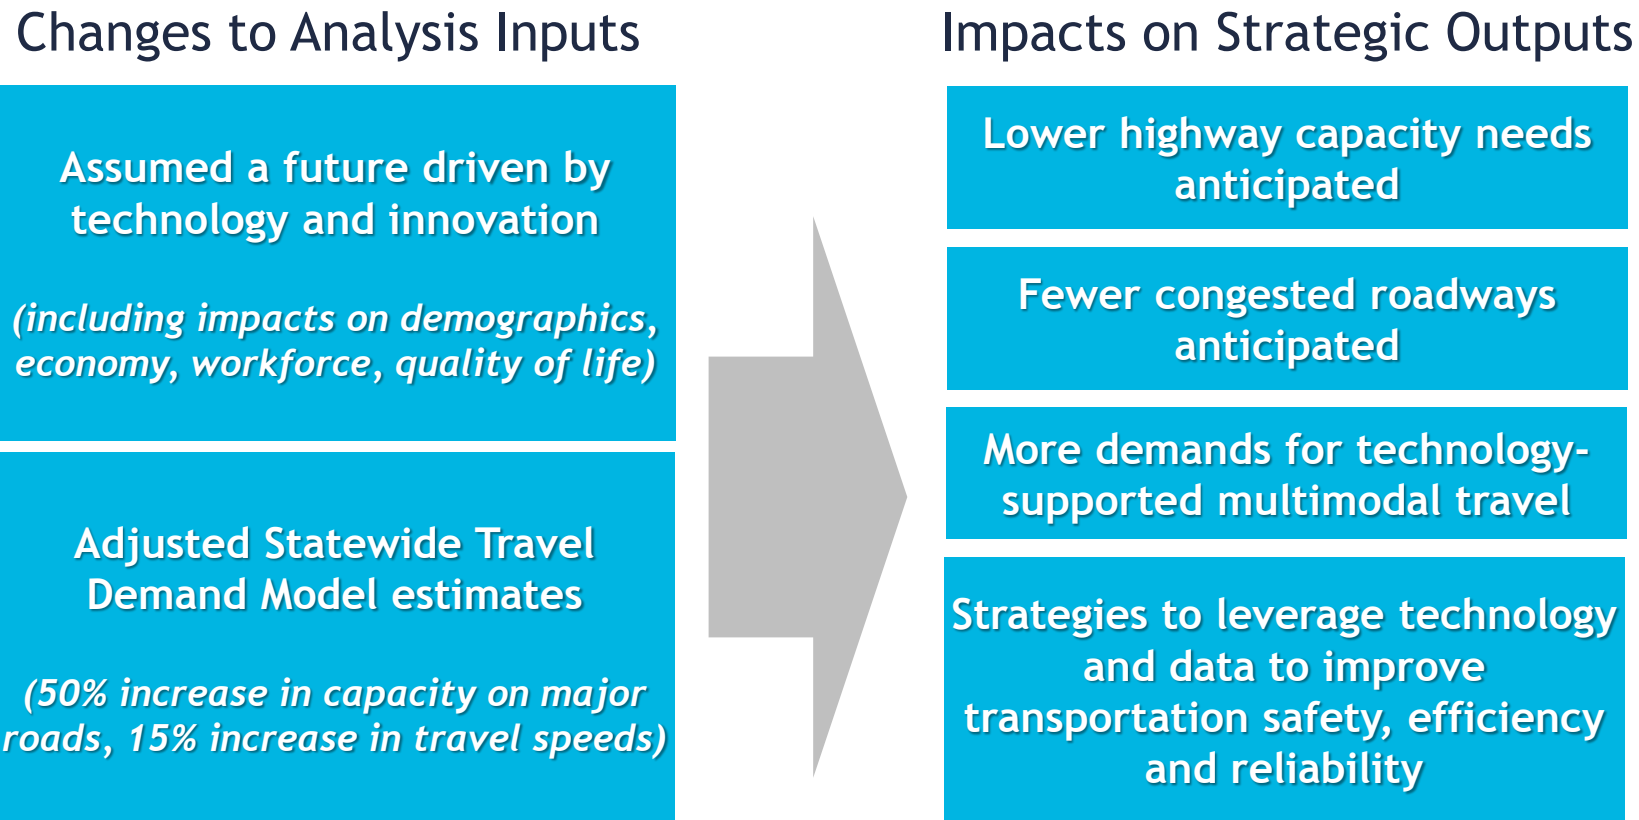 Changes to Analysis Inputs
Assumed a future driven by
technology and innovation
(including impacts on demographics,
economy, workforce, quality of life)
Adjusted Statewide Travel
Demand Model estimates
(50% increase in capacity on major
roads, 15% increase in travel speeds)
Impacts on Strategic Outputs
Lower highway capacity needs
anticipated
Fewer congested roadways
anticipated
More demands for technology-
supported multimodal travel
Strategies to leverage technology
and data to improve
transportation safety, efficiency
and reliability